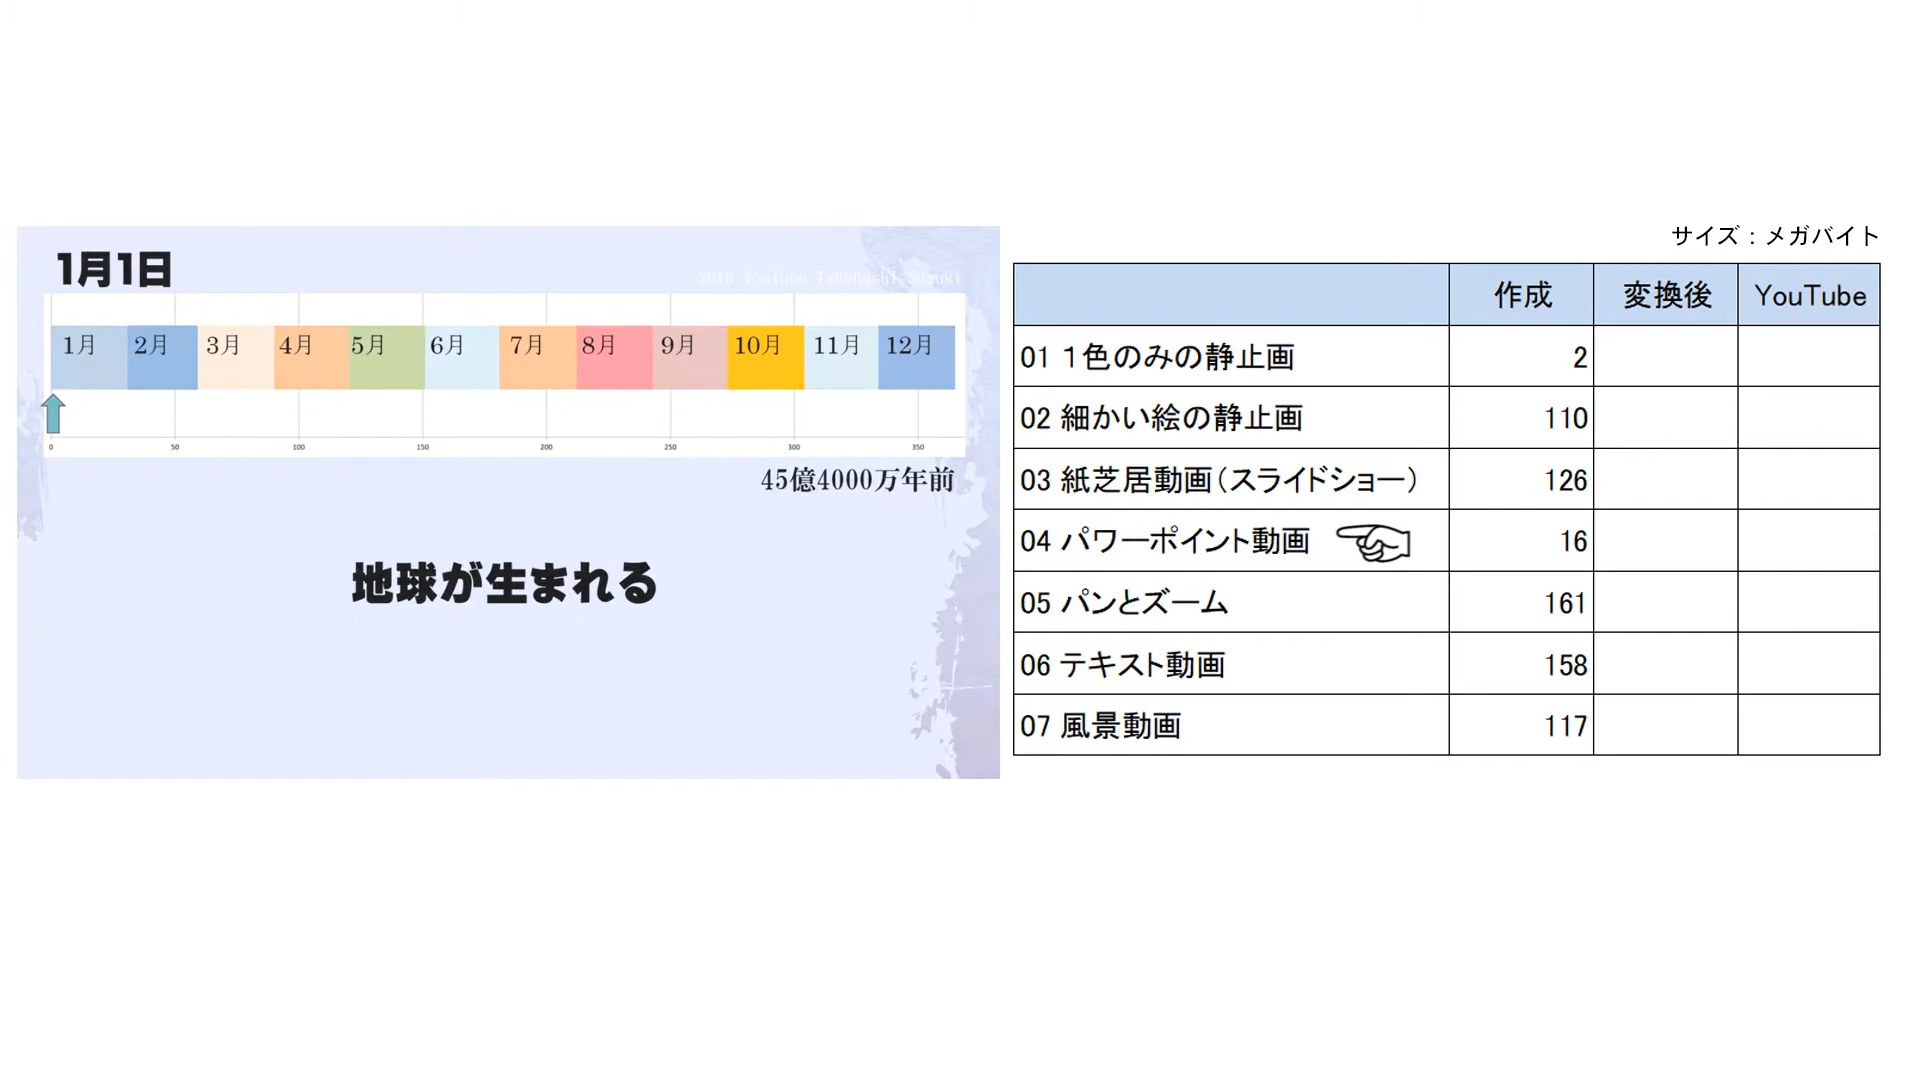 1月1日
2018 YouTube Takanashi Suzuki
1月 2月 3月 4月 5月 6月 7月 8月 9月 10月 11月 12月
0 50 100 150 200 250 300 350
45億4000万年前
地球が生まれる
サイズ：メガバイト
作成 変換後 YouTube
01 １色のみの静止画 2
02 細かい絵の静止画 110
03 紙芝居動画（スライドショー） 126
04 パワーポイント動画 16
05 パンとズーム 161
06 テキスト動画 158
07 風景動画 117